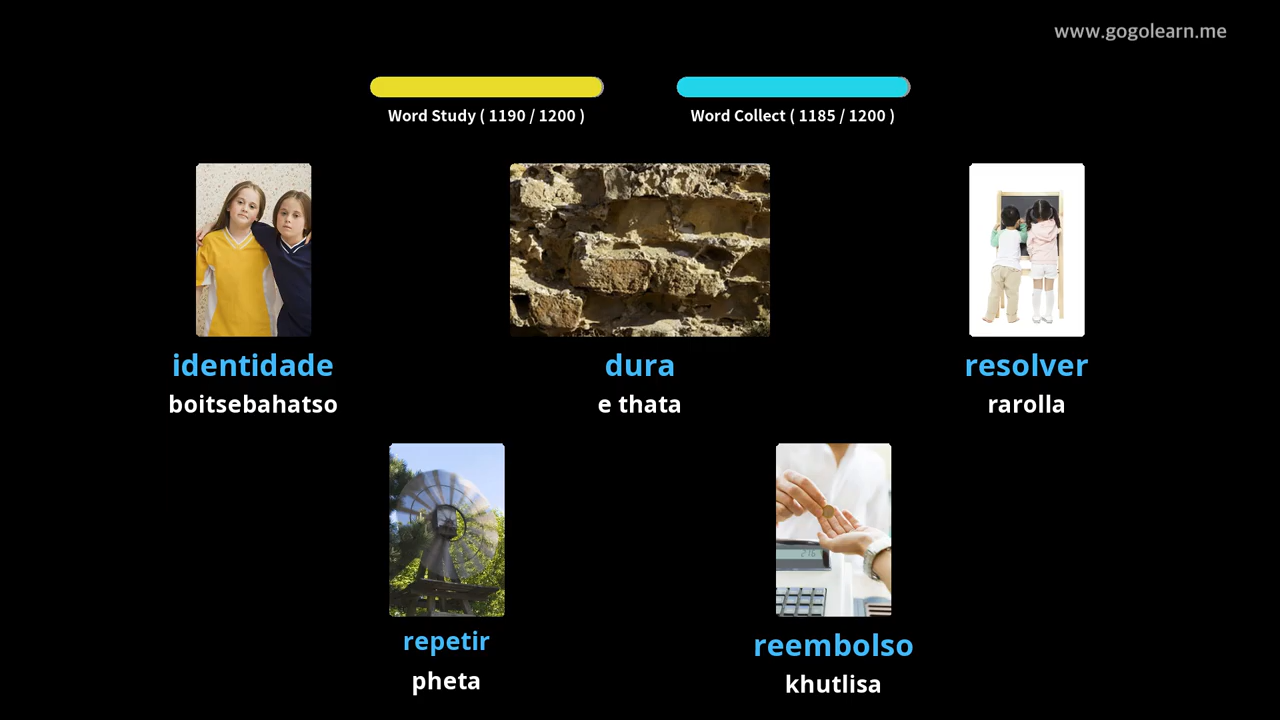 www.gogolearn.me
Word Study ( 1190 / 1200 )
Word Collect ( 1185 / 1200 )
identidade
boitsebahatso
dura
e thata
resolver
rarolla
repetir
pheta
reembolso
khutlisa